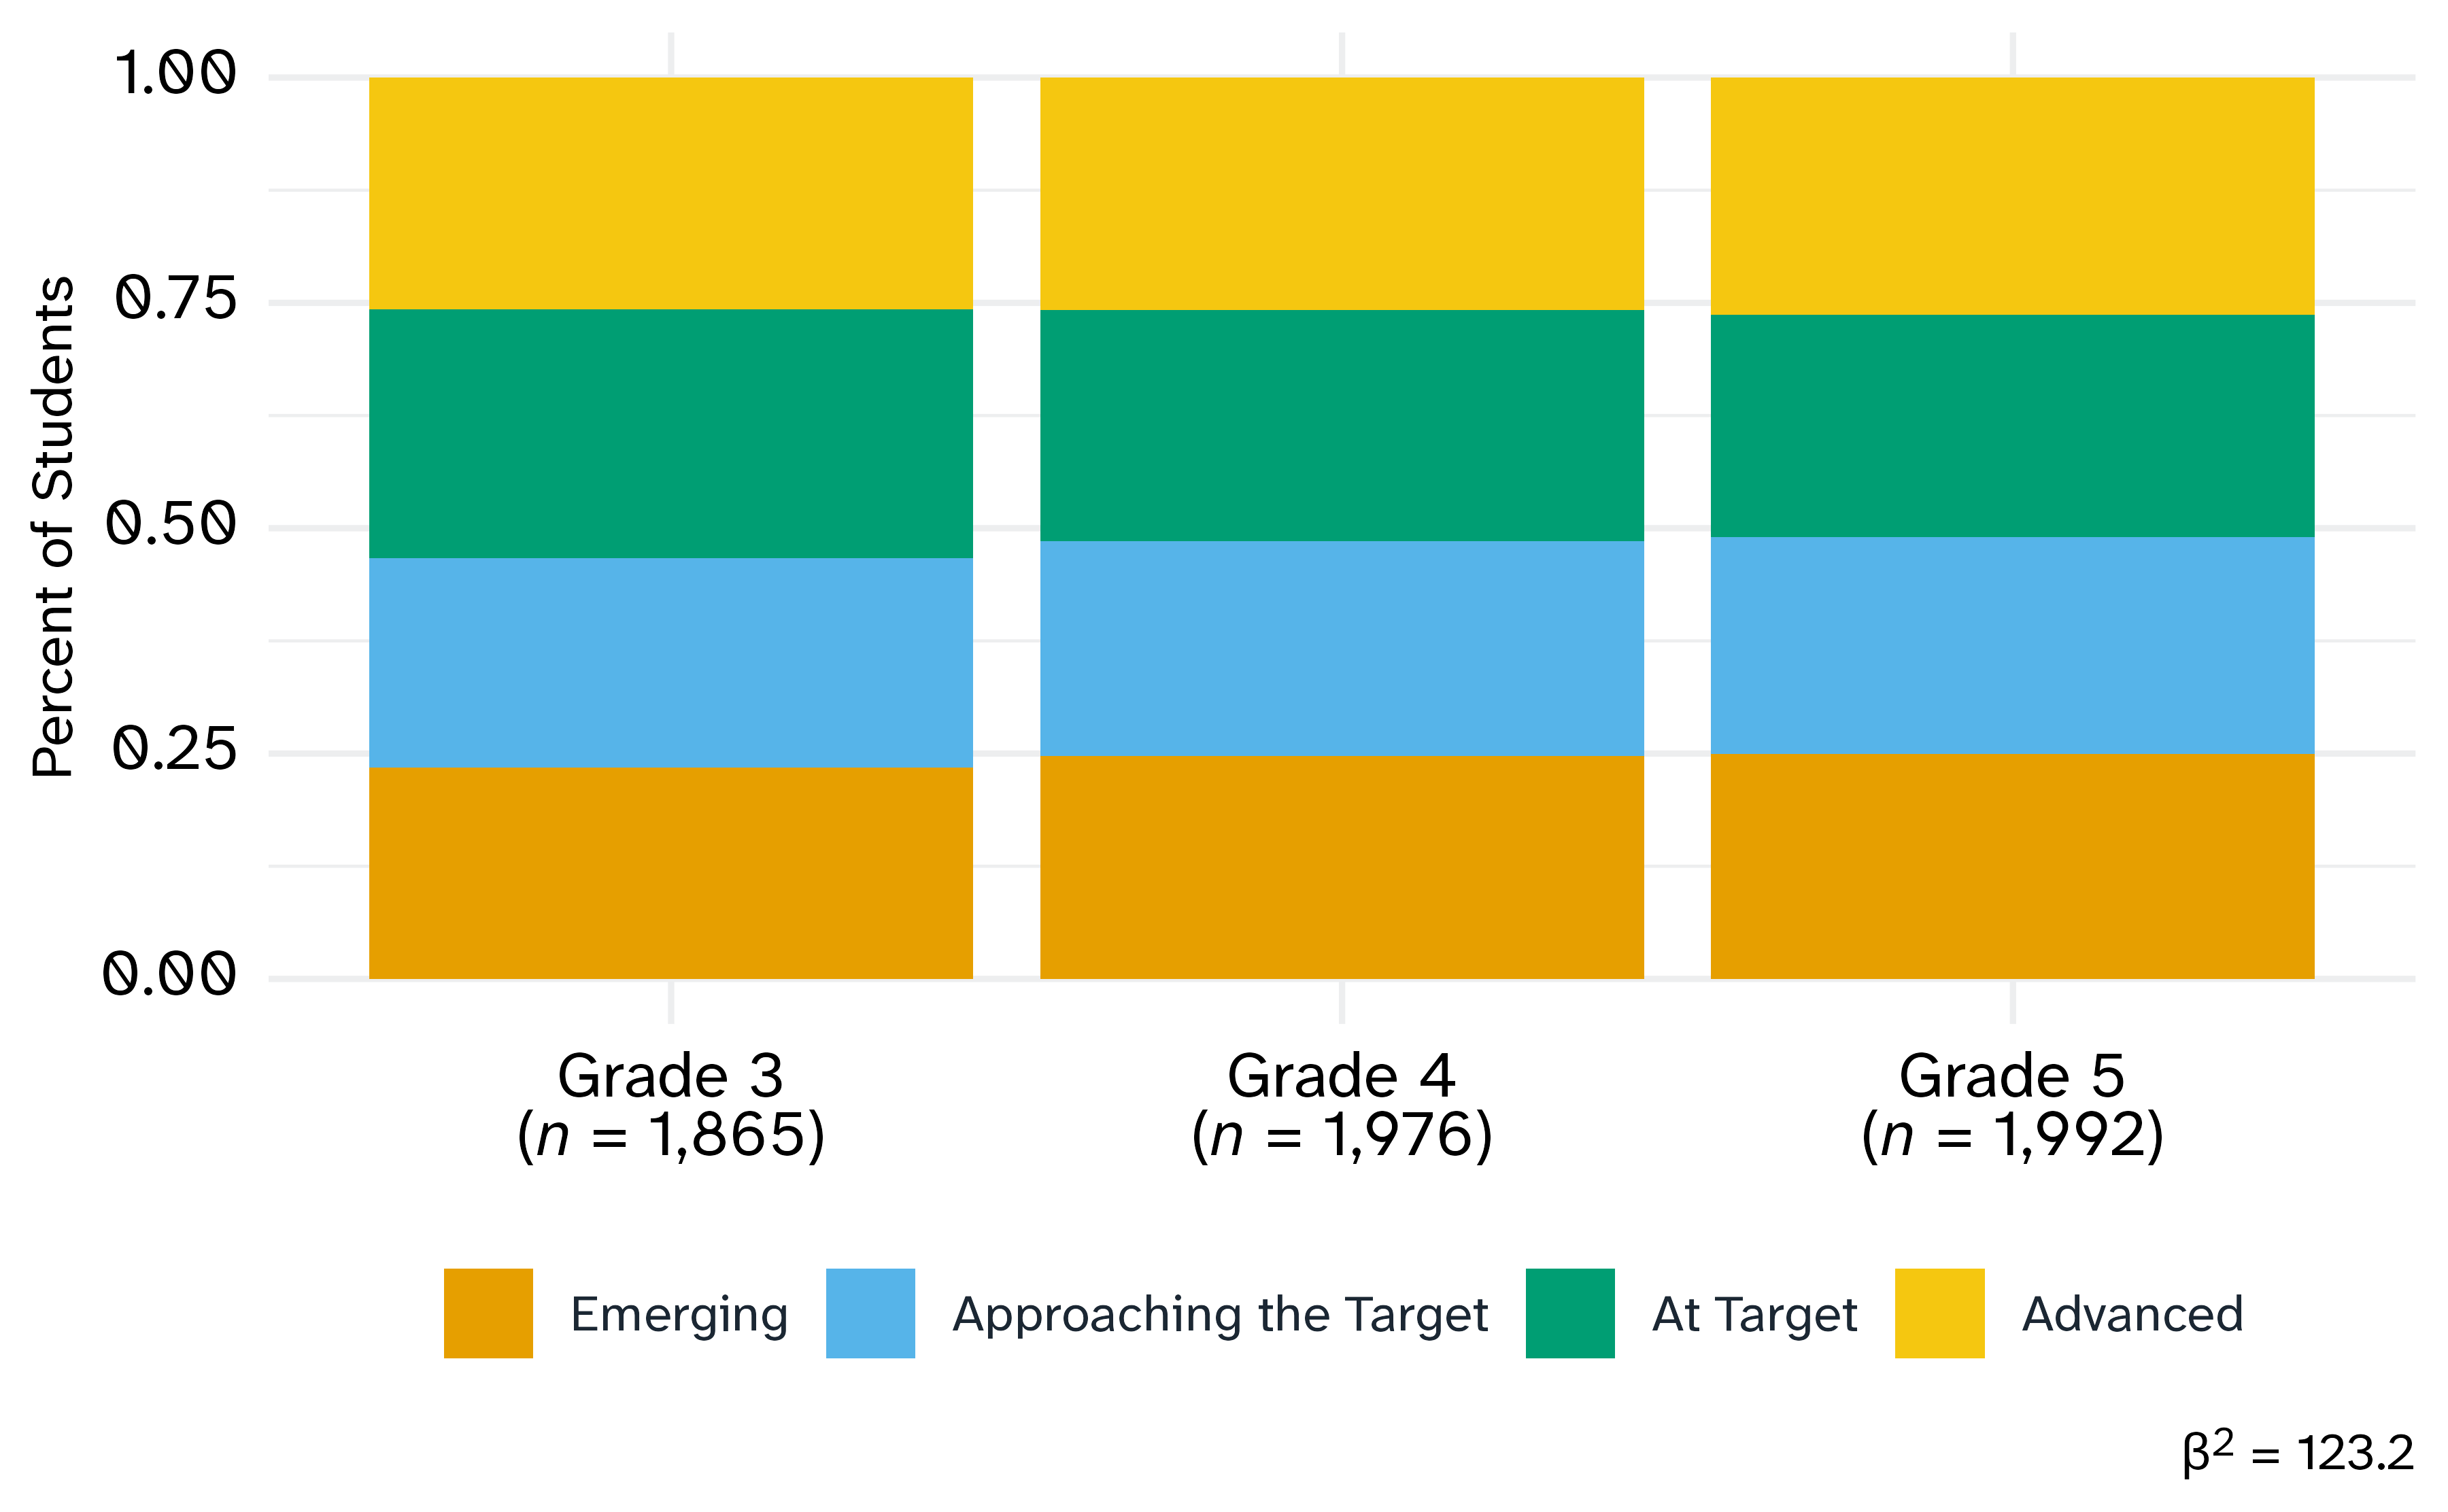 Percent of Students
1.00
0.75
0.50
0.25
0.00
Grade 3
(n = 1,865)
Grade 4
(n = 1,976)
Grade 5
(n = 1,992)
Emerging
Approaching the Target
At Target
Advanced
β² = 123.2